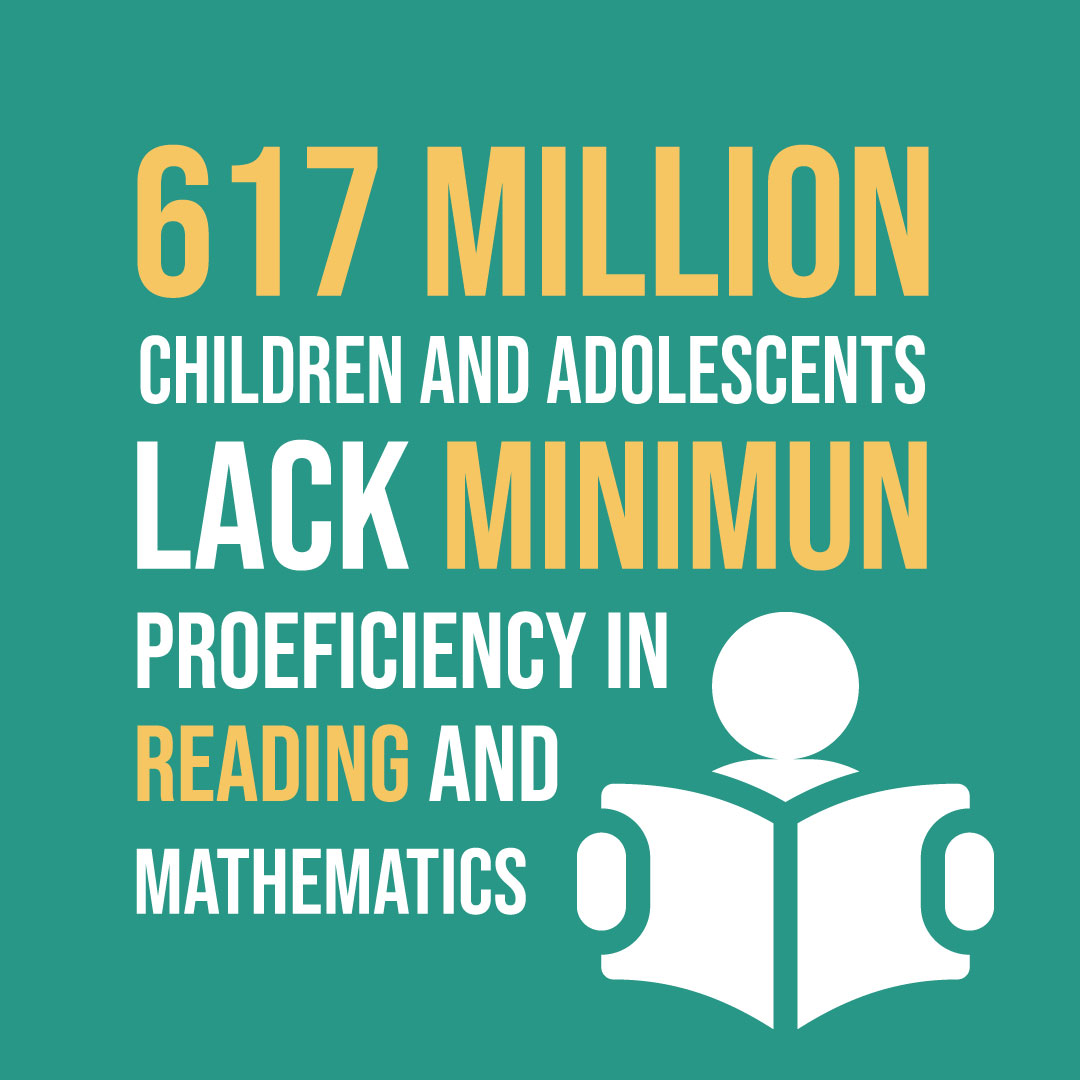 617 MILLION
CHILDREN AND ADOLESCENTS
LACK MINIMUN
PROEFICIENCY IN
READING AND
MATHEMATICS